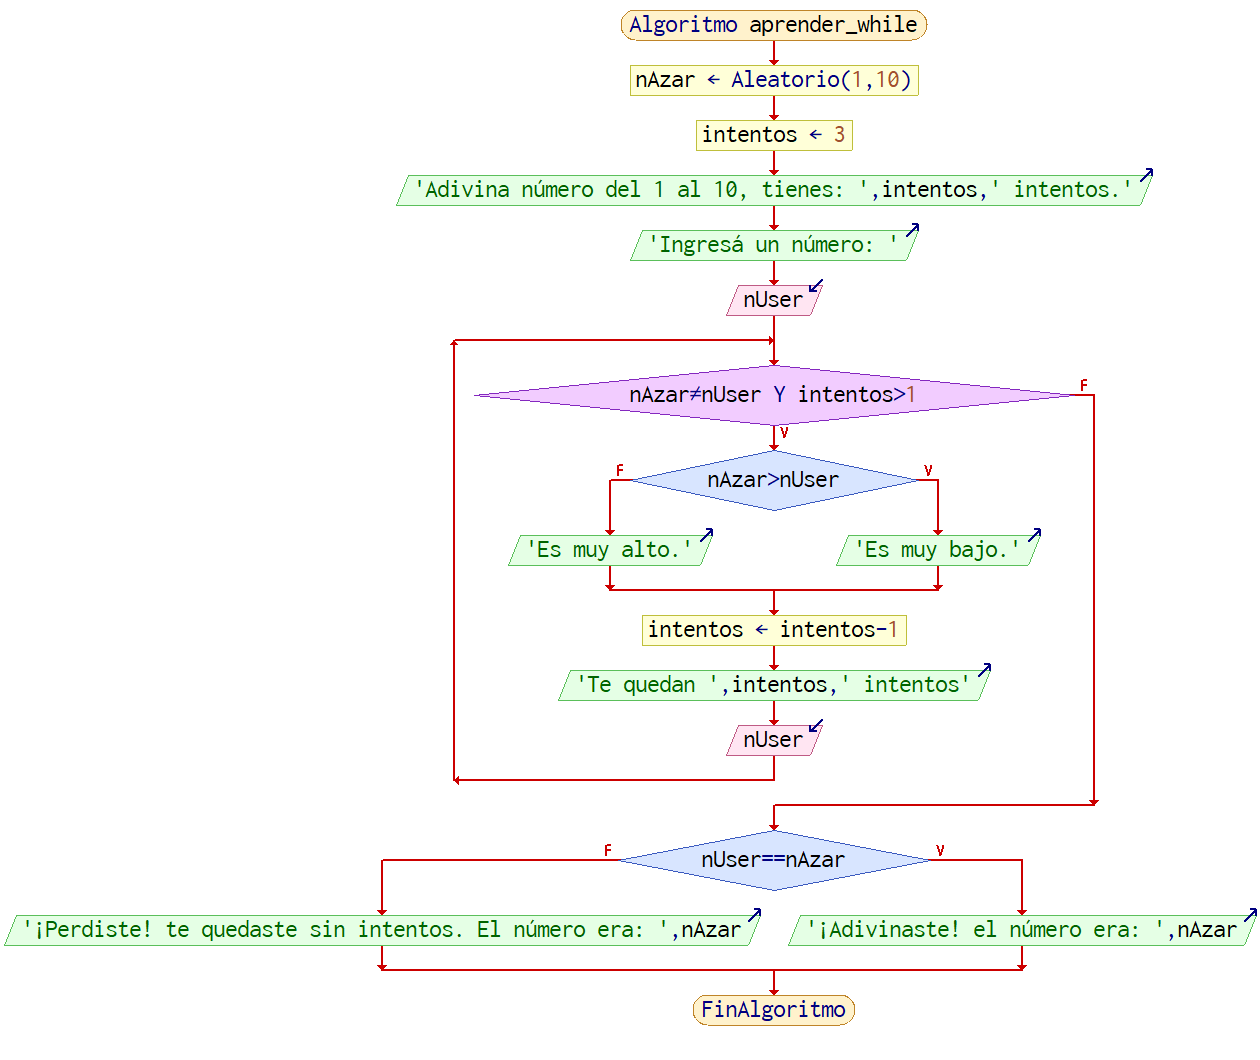 Algoritmo aprender_while
nAzar ← Aleatorio(1,10)
intentos ← 3
'Adivina número del 1 al 10, tienes: ',intentos,' intentos.'
'Ingresá un número: '
nUser
nAzar≠nUser Y intentos>1
F
V
nAzar>nUser
F
V
'Es muy alto.'
'Es muy bajo.'
intentos ← intentos-1
'Te quedan ',intentos,' intentos'
nUser
nUser==nAzar
F
V
'¡Perdiste! te quedaste sin intentos. El número era: ',nAzar
'¡Adivinaste! el número era: ',nAzar
FinAlgoritmo